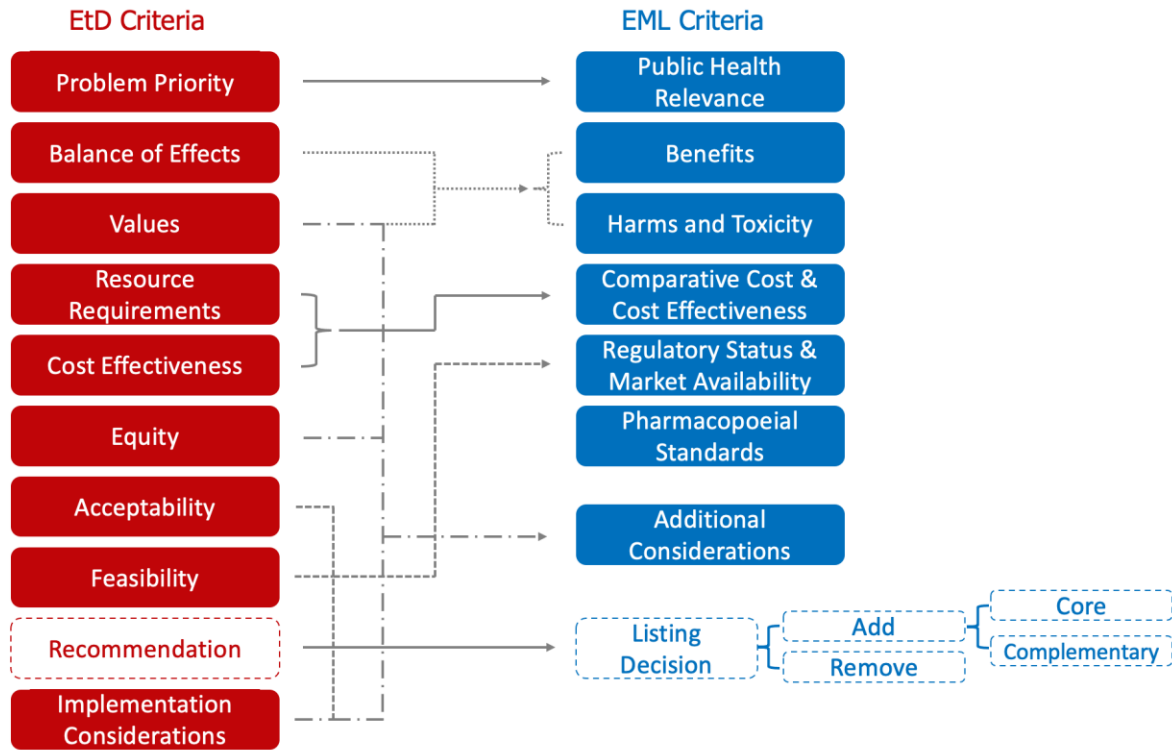 EtD Criteria
Problem Priority
Balance of Effects
Values
Resource
Requirements
Cost Effectiveness
Equity
Acceptability
Feasibility
Recommendation
Implementation
Considerations
EML Criteria
Public Health
Relevance
Benefits
Harms and Toxicity
Comparative Cost &
Cost Effectiveness
Regulatory Status &
Market Availability
Pharmacopoeial
Standards
Additional
Considerations
Listing
Decision
Add
Remove
Core
Complementary